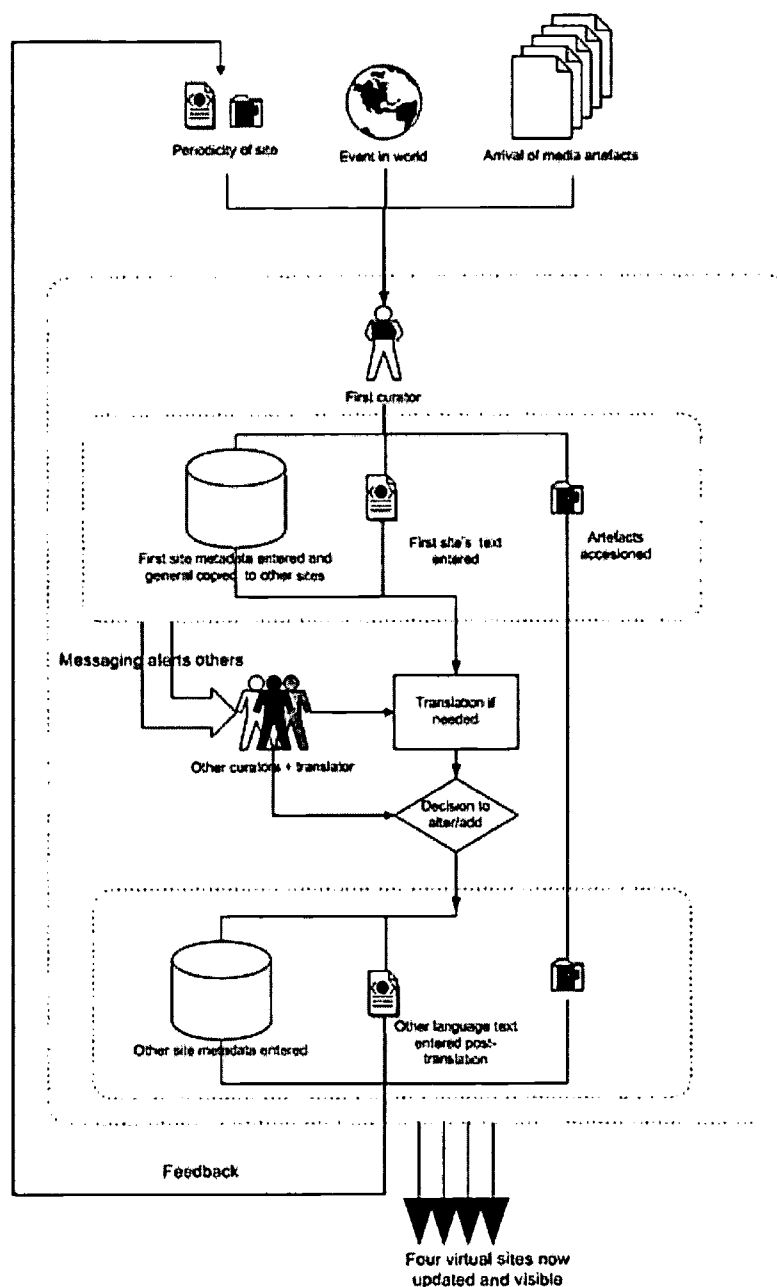 Periodicity of site
Event in world
Arrival of media artefacts
First curator
First site metadata entered and
general copied to other sites
First site's text
entered
Artefacts
accesioned
Messaging alerts others
Other curators + translator
Translation if
needed
Decision to
alter/add
Other site metadata entered
Other language text
entered post-
translation
Feedback
Four virtual sites now
updated and visible